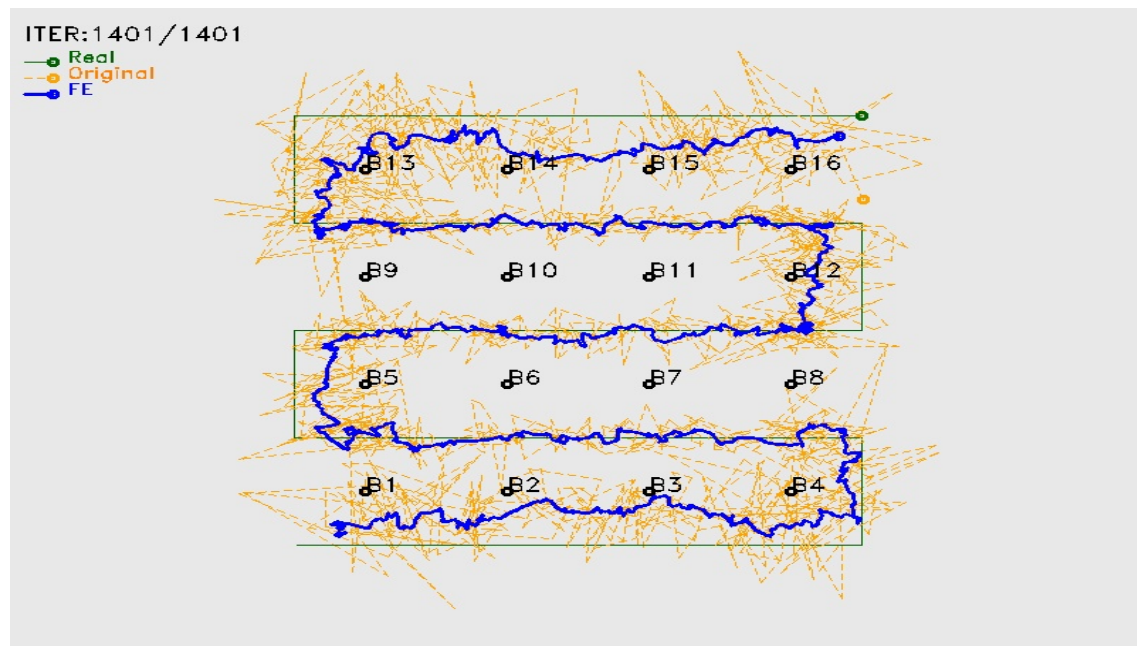 ITER:1401/1401
Real
Original
FE
B13 B14 B15 B16
B9 B10 B11 B12
B5 B6 B7 B8
B1 B2 B3 B4